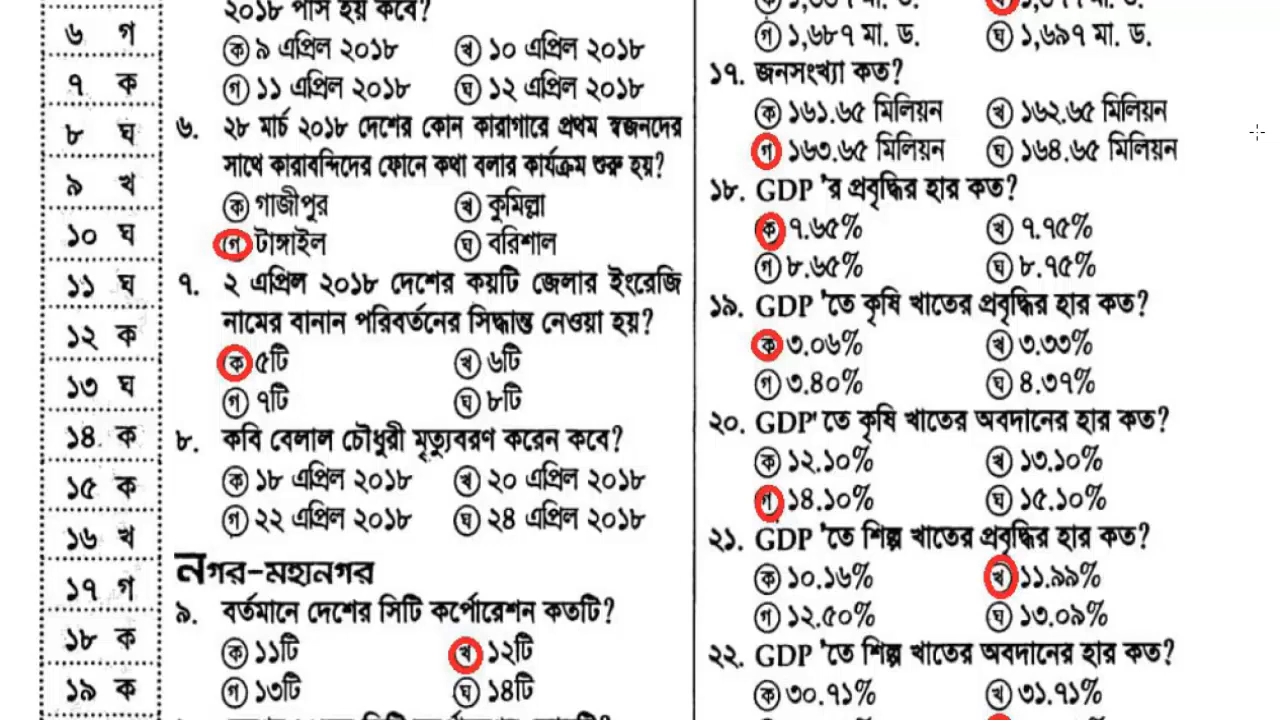 ৬ গ
৭ ক
৮ ঘ
৯ খ
১০ ঘ
১১ ঘ
১২ ক
১৩ ঘ
১৪ ক
১৫ ক
১৬ খ
১৭ গ
১৮ ক
১৯ ক
২০১৮ পাস হয় কবে?
ক ৯ এপ্রিল ২০১৮ খ ১০ এপ্রিল ২০১৮
গ ১১ এপ্রিল ২০১৮ ঘ ১২ এপ্রিল ২০১৮
৬. ২৮ মার্চ ২০১৮ দেশের কোন কারাগারে প্রথম স্বজনদের
সাথে কারাবন্দিদের ফোনে কথা বলার কার্যক্রম শুরু হয়?
ক গাজীপুর খ কুমিল্লা
গ টাঙ্গাইল ঘ বরিশাল
৭. ২ এপ্রিল ২০১৮ দেশের কয়টি জেলার ইংরেজি
নামের বানান পরিবর্তনের সিদ্ধান্ত নেওয়া হয়?
ক ৫টি খ ৬টি
গ ৭টি ঘ ৮টি
৮. কবি বেলাল চৌধুরী মৃত্যুবরণ করেন কবে?
ক ১৮ এপ্রিল ২০১৮ খ ২০ এপ্রিল ২০১৮
গ ২২ এপ্রিল ২০১৮ ঘ ২৪ এপ্রিল ২০১৮
নগর-মহানগর
৯. বর্তমানে দেশের সিটি কর্পোরেশন কতটি?
ক ১১টি খ ১২টি
গ ১৩টি ঘ ১৪টি
গ ১,৬৮৭ মা. ড. ঘ ১,৬৯৭ মা. ড.
১৭. জনসংখ্যা কত?
ক ১৬১.৬৫ মিলিয়ন খ ১৬২.৬৫ মিলিয়ন
গ ১৬৩.৬৫ মিলিয়ন ঘ ১৬৪.৬৫ মিলিয়ন
১৮. GDP 'র প্রবৃদ্ধির হার কত?
ক ৭.৬৫% খ ৭.৭৫%
গ ৮.৬৫% ঘ ৮.৭৫%
১৯. GDP 'তে কৃষি খাতের প্রবৃদ্ধির হার কত?
ক ৩.০৬% খ ৩.৩৩%
গ ৩.৪০% ঘ ৪.৩৭%
২০. GDP'তে কৃষি খাতের অবদানের হার কত?
ক ১২.১০% খ ১৩.১০%
গ ১৪.১০% ঘ ১৫.১০%
২১. GDP 'তে শিল্প খাতের প্রবৃদ্ধির হার কত?
ক ১০.১৬% খ ১১.৯৯%
গ ১২.৫০% ঘ ১৩.০৯%
২২. GDP 'তে শিল্প খাতের অবদানের হার কত?
ক ৩০.৭১% খ ৩১.৭১%